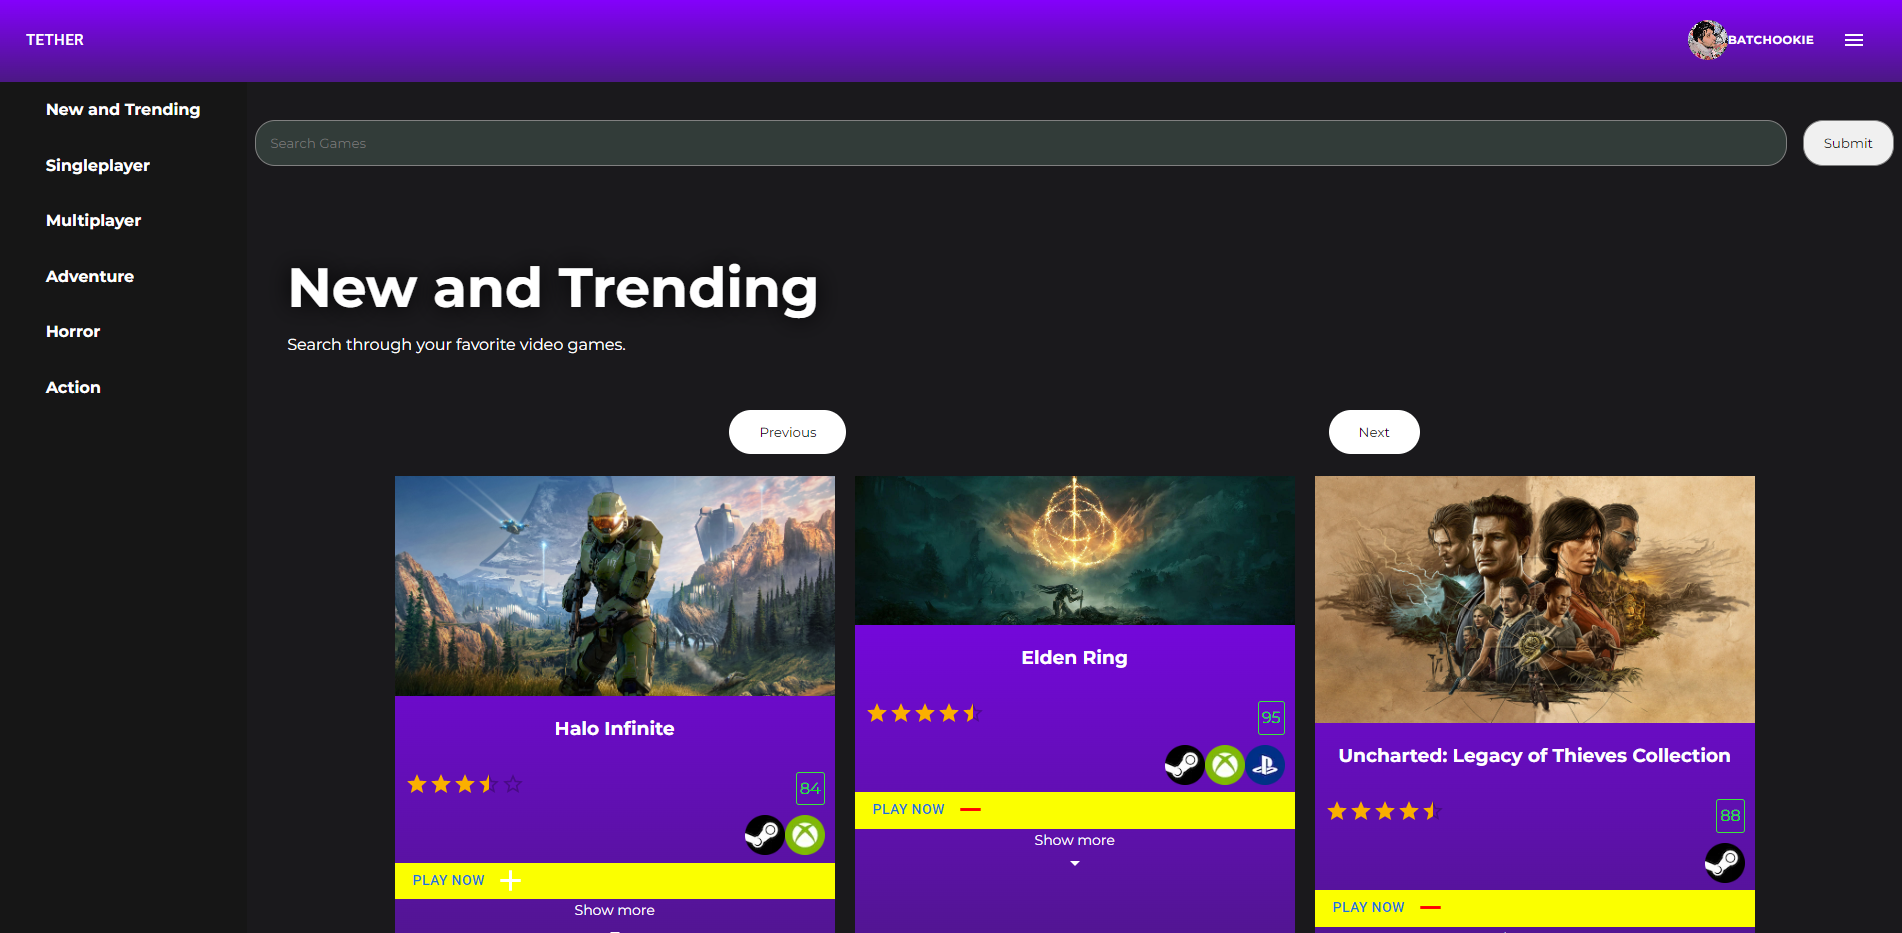 TETHER
BATCHOOKIE
New and Trending
Singleplayer
Multiplayer
Adventure
Horror
Action
Search Games
Submit
New and Trending
Search through your favorite video games.
Previous
Next
Halo Infinite
84
PLAY NOW
Show more
Elden Ring
95
PLAY NOW
Show more
Uncharted: Legacy of Thieves Collection
88
PLAY NOW